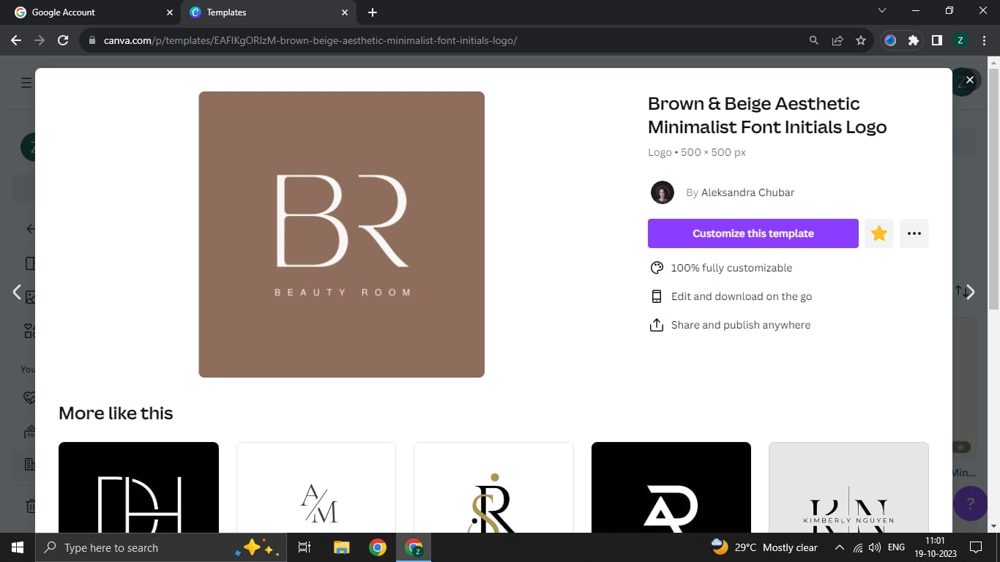 Google Account
Templates
canva.com/p/templates/EAFIKgORIzM-brown-beige-aesthetic-minimalist-font-initials-logo/
Z
BR
BEAUTY ROOM
Brown & Beige Aesthetic
Minimalist Font Initials Logo
Logo • 500 × 500 px
By Aleksandra Chubar
Customize this template
100% fully customizable
Edit and download on the go
Share and publish anywhere
You
Min...
?
More like this
DH
A/M
SR
AR
KN
KIMBERLY NGUYEN
Type here to search
29°C Mostly clear
ENG
11:01
19-10-2023